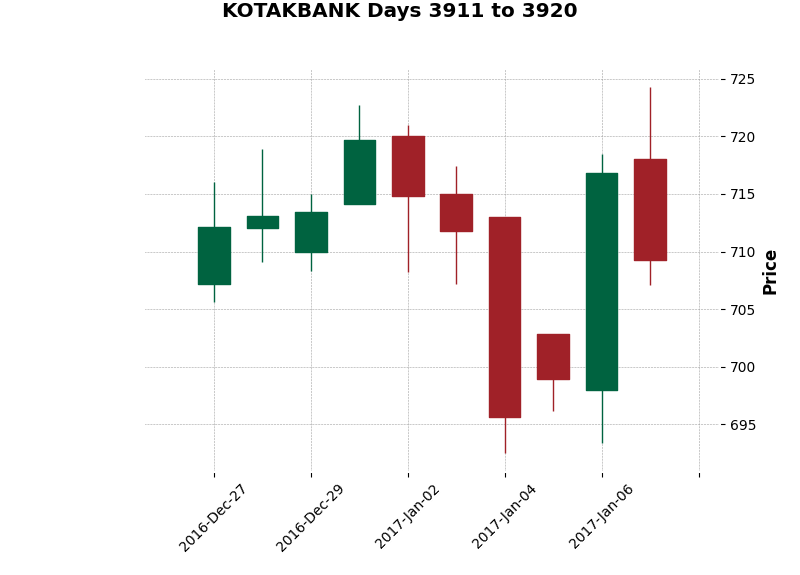 KOTAKBANK Days 3911 to 3920
725
720
715
710
705
700
695
Price
2016-Dec-27
2016-Dec-29
2017-Jan-02
2017-Jan-04
2017-Jan-06